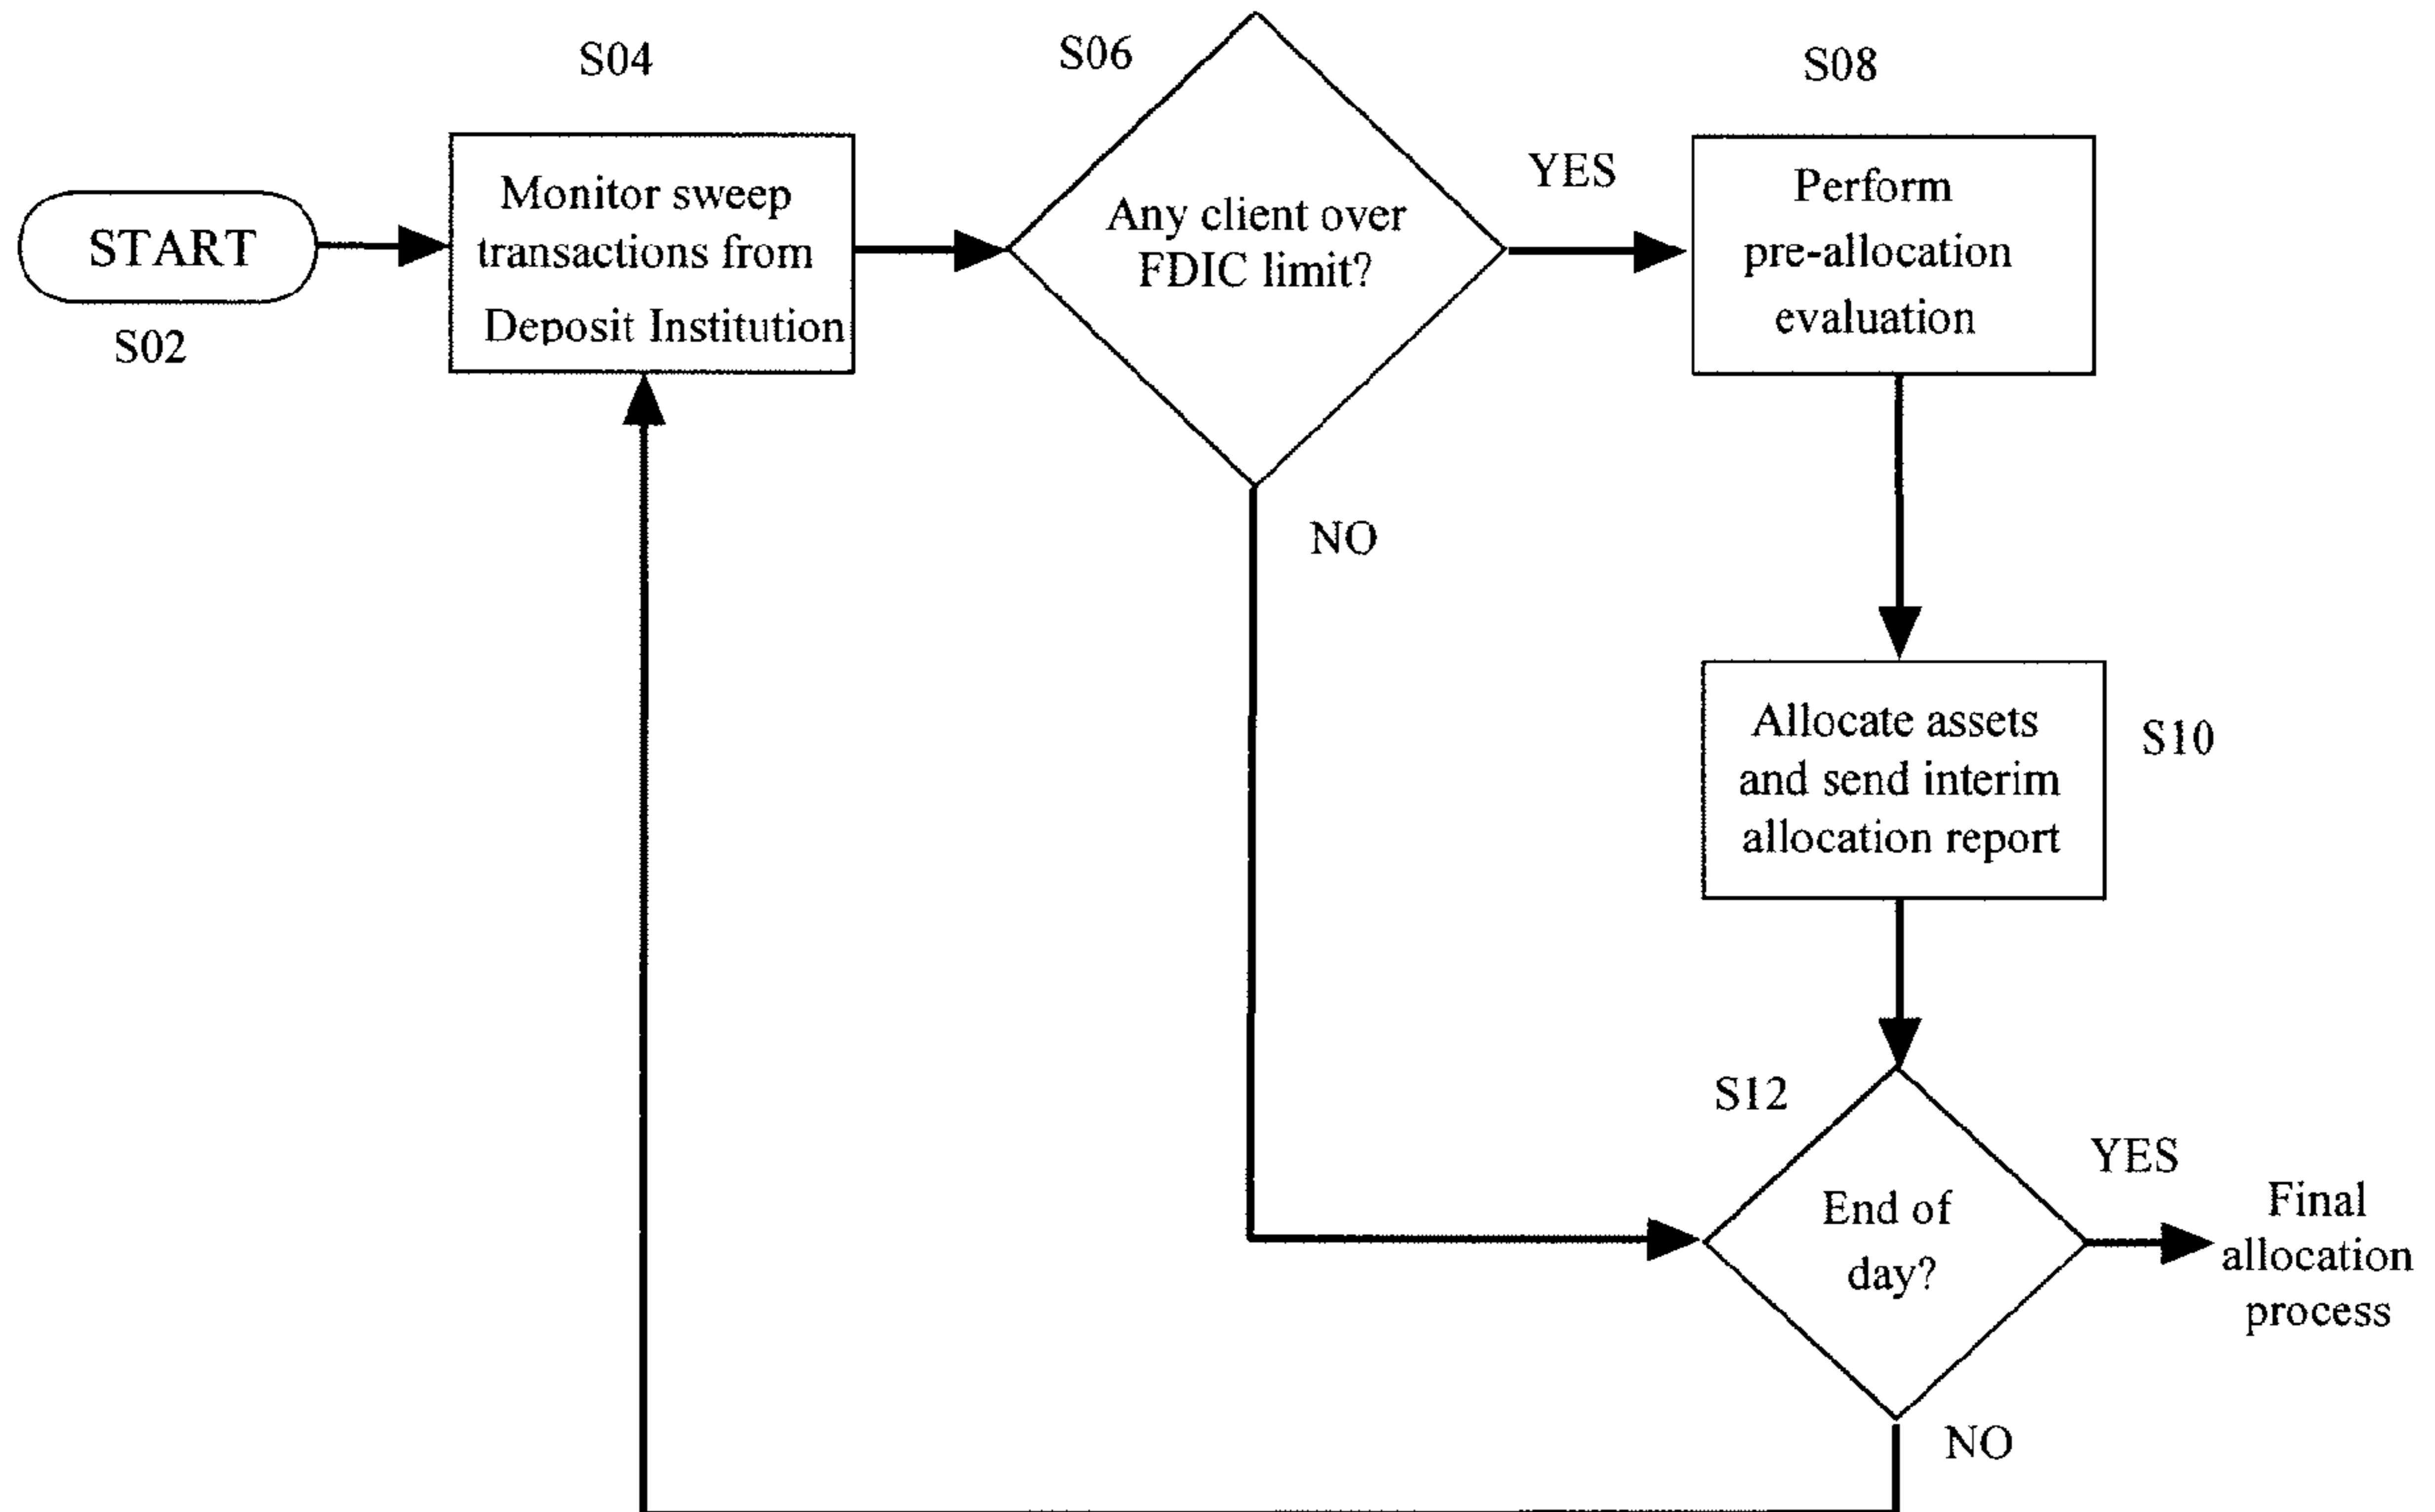 S04
S06
S08
START
S02
Monitor sweep
transactions from
Deposit Institution
Any client over
FDIC limit?
YES
Perform
pre-allocation
evaluation
NO
Allocate assets
and send interim
allocation report
S10
S12
End of
day?
YES
Final
allocation
process
NO